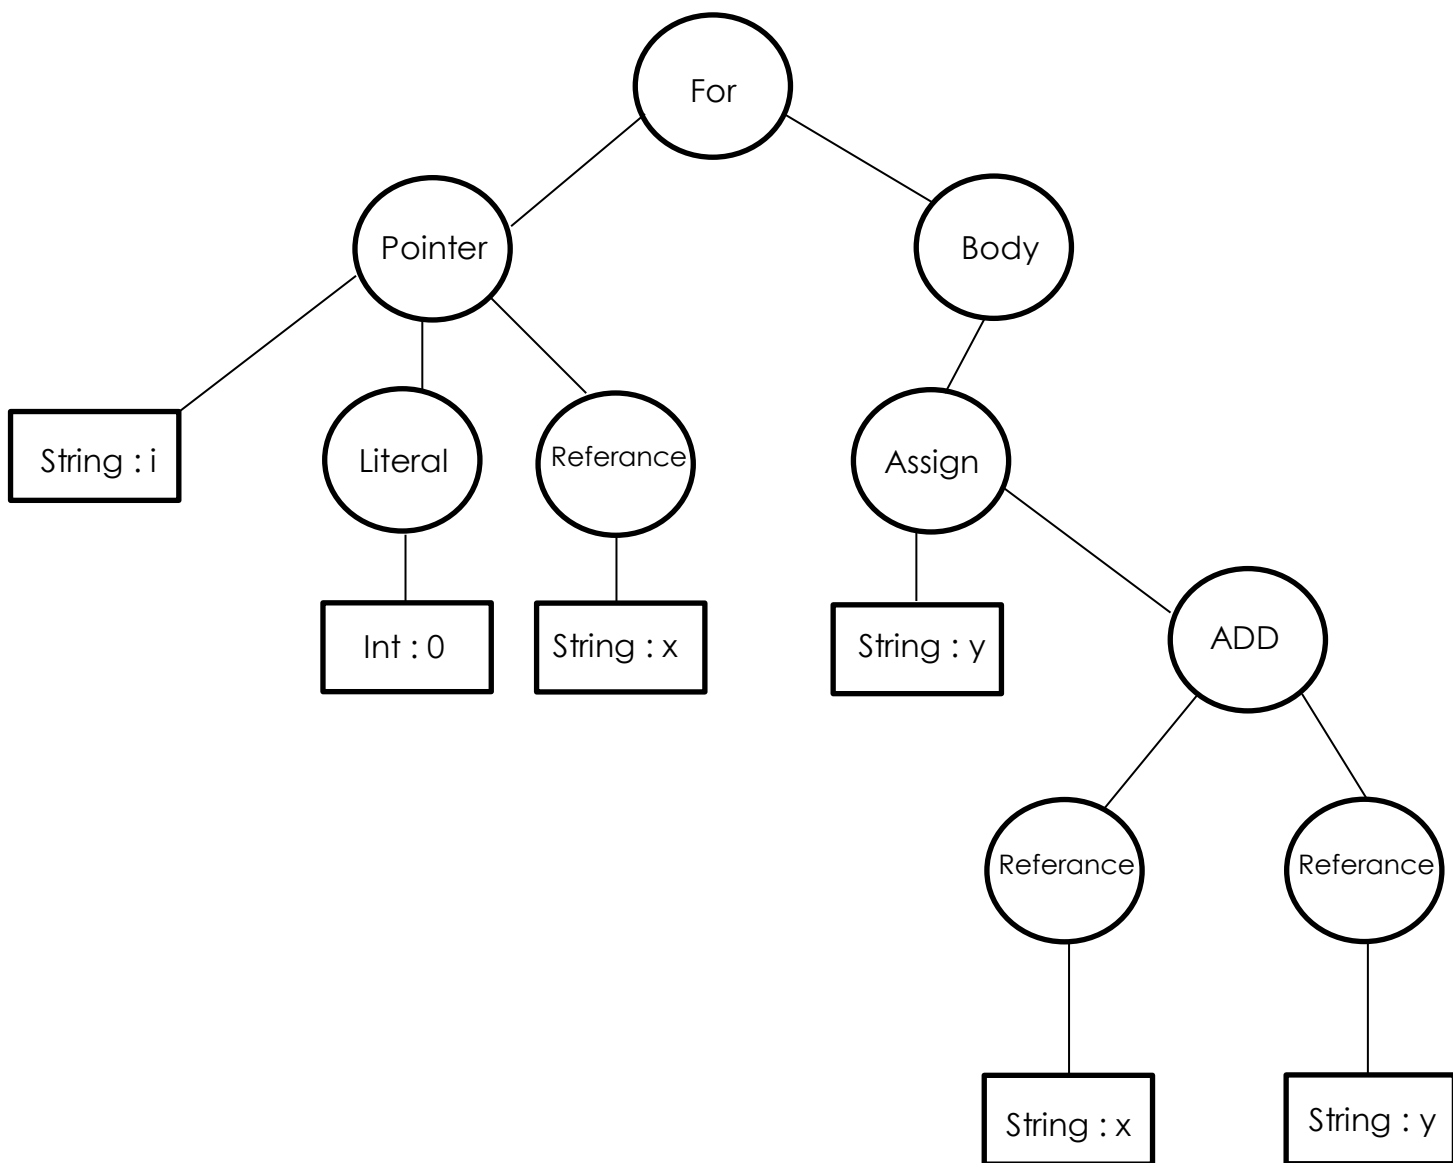 For
Pointer
Body
String : i
Literal
Referance
Assign
Int : 0
String : x
String : y
ADD
Referance
Referance
String : x
String : y